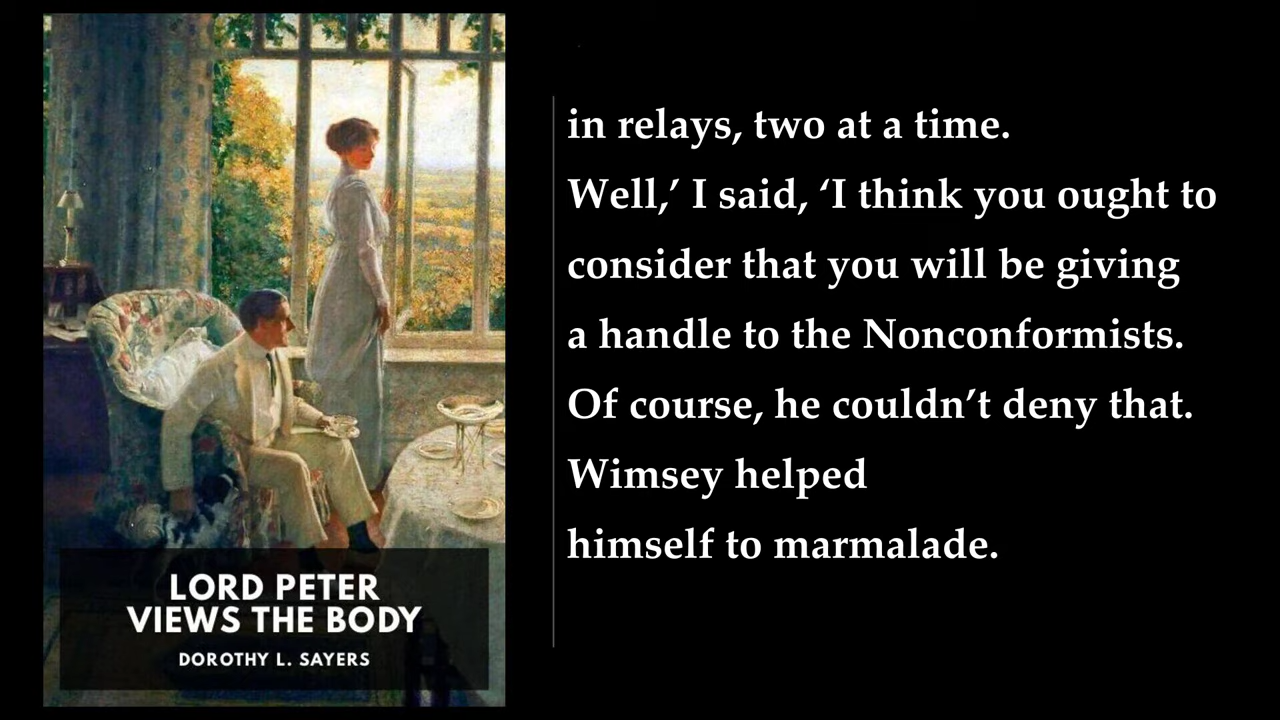 in relays, two at a time.
Well,’ I said, ‘I think you ought to
consider that you will be giving
a handle to the Nonconformists.
Of course, he couldn’t deny that.
Wimsey helped
himself to marmalade.
LORD PETER
VIEWS THE BODY
DOROTHY L. SAYERS